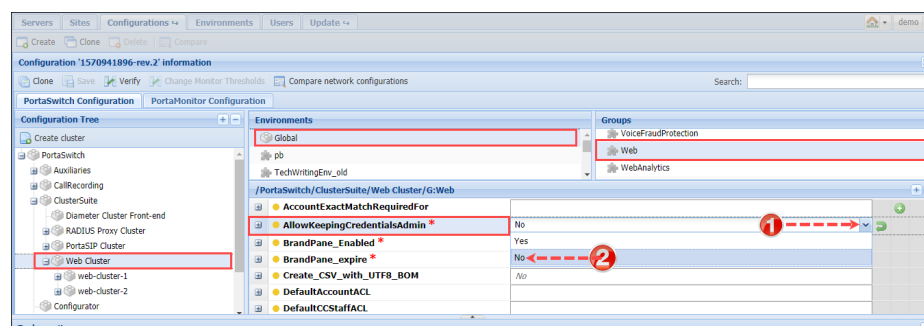 Servers Sites Configurations Environments Users Update demo
Create Clone Delete Compare
Configuration '1570941896-rev.2' information
Clone Save Verify Change Monitor Thresholds Compare network configurations Search:
PortaSwitch Configuration PortaMonitor Configuration
Configuration Tree
Create cluster
PortaSwitch
Auxiliaries
CallRecording
ClusterSuite
Diameter Cluster Front-end
RADIUS Proxy Cluster
PortaSIP Cluster
Web Cluster
web-cluster-1
web-cluster-2
Configurator
Environments
Global
pb
TechWritingEnv_old
Groups
VoiceFraudProtection
Web
WebAnalytics
/PortaSwitch/ClusterSuite/Web Cluster/G:Web
AccountExactMatchRequiredFor
AllowKeepingCredentialsAdmin * No 1
BrandPane_Enabled * Yes
BrandPane_expire * No 2
Create_CSV_with_UTF8_BOM No
DefaultAccountACL
DefaultCCStaffACL